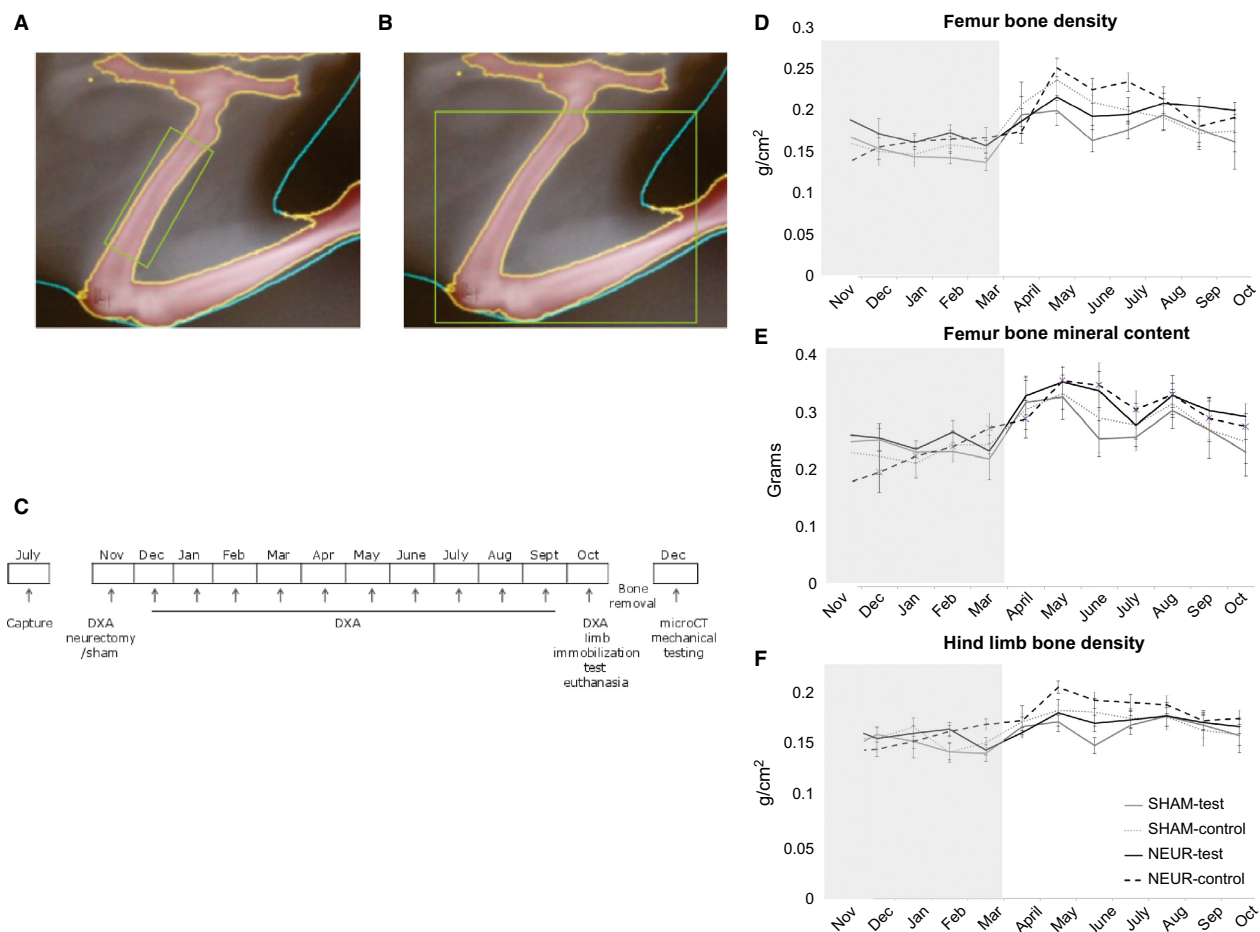 A
B
C
July
Nov
Dec
Jan
Feb
Mar
Apr
May
June
July
Aug
Sept
Oct
Dec
Bone
removal
Capture
DXA
neurectomy
/sham
DXA
DXA
limb
immobilization
test
euthanasia
microCT
mechanical
testing
D
Femur bone density
0.3
0.25
0.2
0.15
0.1
0.05
0
g/cm2
Nov
Dec
Jan
Feb
Mar
April
May
June
July
Aug
Sep
Oct
E
Femur bone mineral content
0.4
0.3
0.2
0.1
0
Grams
Nov
Dec
Jan
Feb
Mar
April
May
June
July
Aug
Sep
Oct
F
Hind limb bone density
0.2
0.15
0.1
0.05
0
g/cm2
SHAM-test
SHAM-control
NEUR-test
NEUR-control
Nov
Dec
Jan
Feb
Mar
April
May
June
July
Aug
Sep
Oct